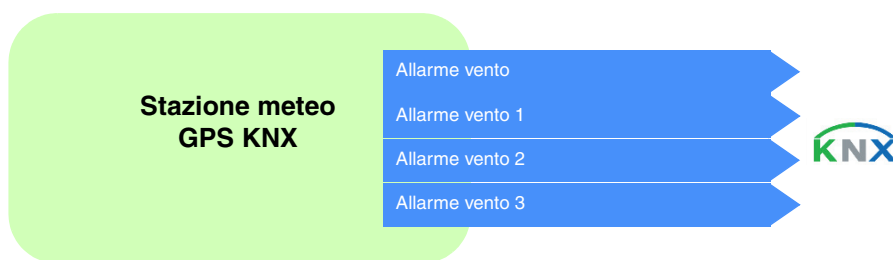 Stazione meteo
GPS KNX
Allarme vento
Allarme vento 1
Allarme vento 2
Allarme vento 3
KNX